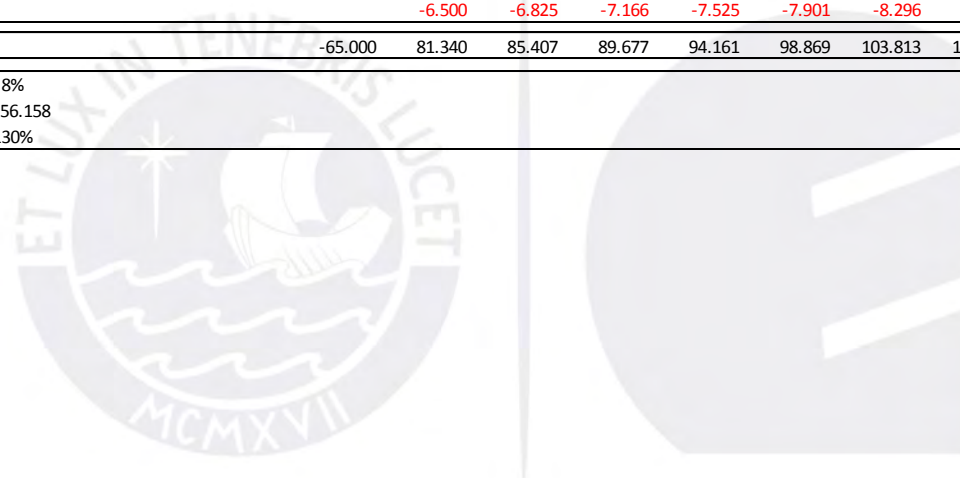 -6.500 -6.825 -7.166 -7.525 -7.901 -8.296
-65.000 81.340 85.407 89.677 94.161 98.869 103.813 1
8%
56.158
.30%
ET LUX IN TENEBRIS LUCET
MCMXVII